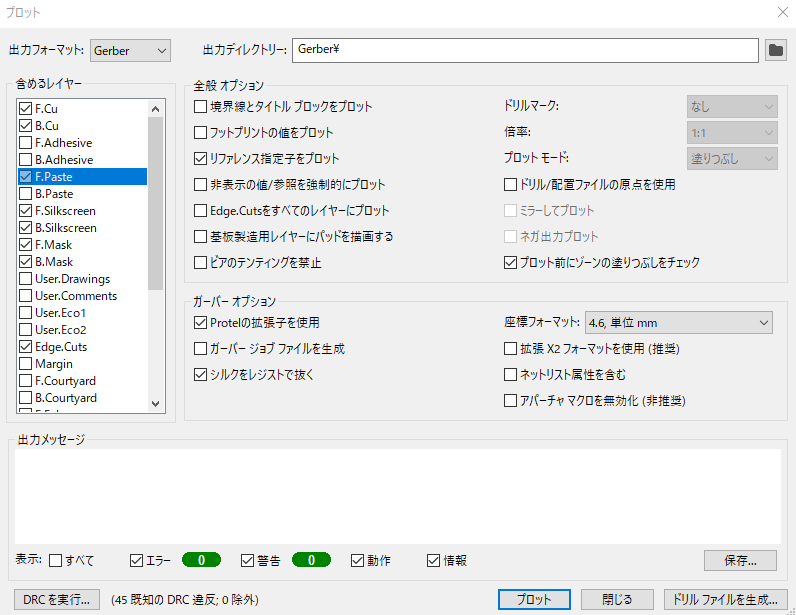 プロット
出力フォーマット: Gerber 出力ディレクトリー: Gerber¥
含めるレイヤー
F.Cu
B.Cu
F.Adhesive
B.Adhesive
F.Paste
B.Paste
F.Silkscreen
B.Silkscreen
F.Mask
B.Mask
User.Drawings
User.Comments
User.Eco1
User.Eco2
Edge.Cuts
Margin
F.Courtyard
B.Courtyard
全般 オプション
境界線とタイトル ブロックをプロット
フットプリントの値をプロット
リファレンス指定子をプロット
非表示の値/参照を強制的にプロット
Edge.Cutsをすべてのレイヤーにプロット
基板製造用レイヤーにパッドを描画する
ビアのテンティングを禁止
ドリルマーク: なし
倍率: 1:1
プロット モード: 塗りつぶし
ドリル/配置ファイルの原点を使用
ミラーしてプロット
ネガ出力プロット
プロット前にゾーンの塗りつぶしをチェック
ガーバー オプション
Protelの拡張子を使用
ガーバー ジョブ ファイルを生成
シルクをレジストで抜く
座標フォーマット: 4.6, 単位 mm
拡張 X2 フォーマットを使用 (推奨)
ネットリスト属性を含む
アパーチャ マクロを無効化 (非推奨)
出力メッセージ
表示: すべて エラー 0 警告 0 動作 情報 保存...
DRC を実行... (45 既知の DRC 違反; 0 除外) プロット 閉じる ドリル ファイルを生成...